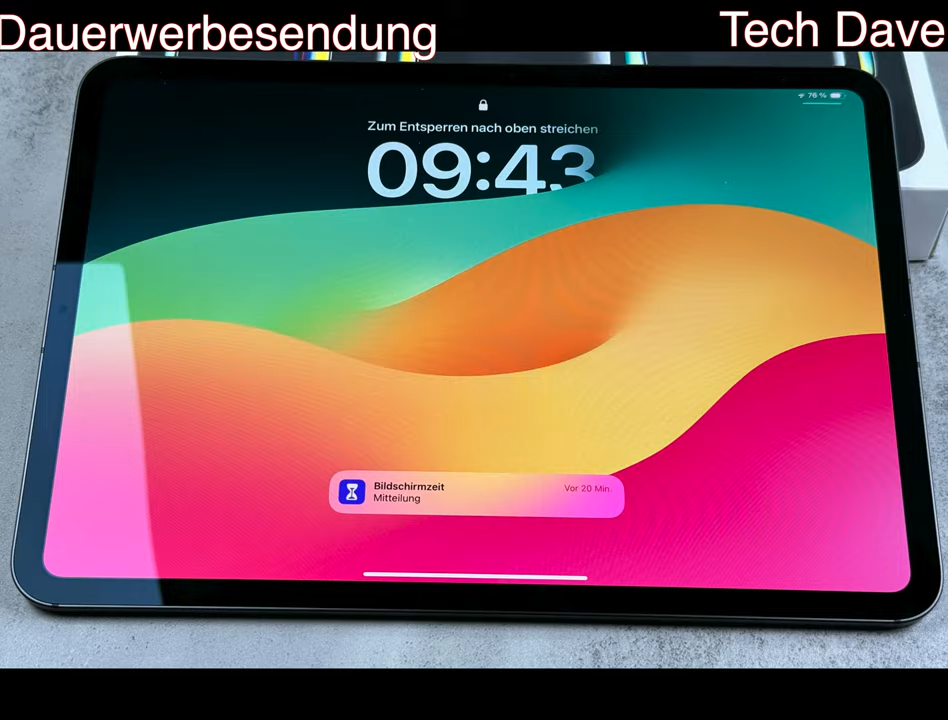 Dauerwerbesendung
Tech Dave
76 %
Zum Entsperren nach oben streichen
09:43
Bildschirmzeit
Vor 20 Min.
Mitteilung